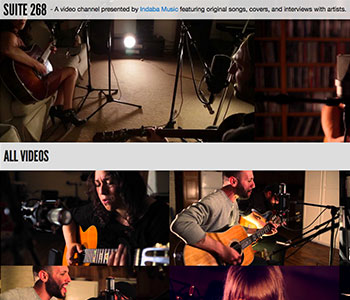 SUITE 268 - A video channel presented by Indaba Music featuring original songs, covers, and interviews with artists.
ALL VIDEOS